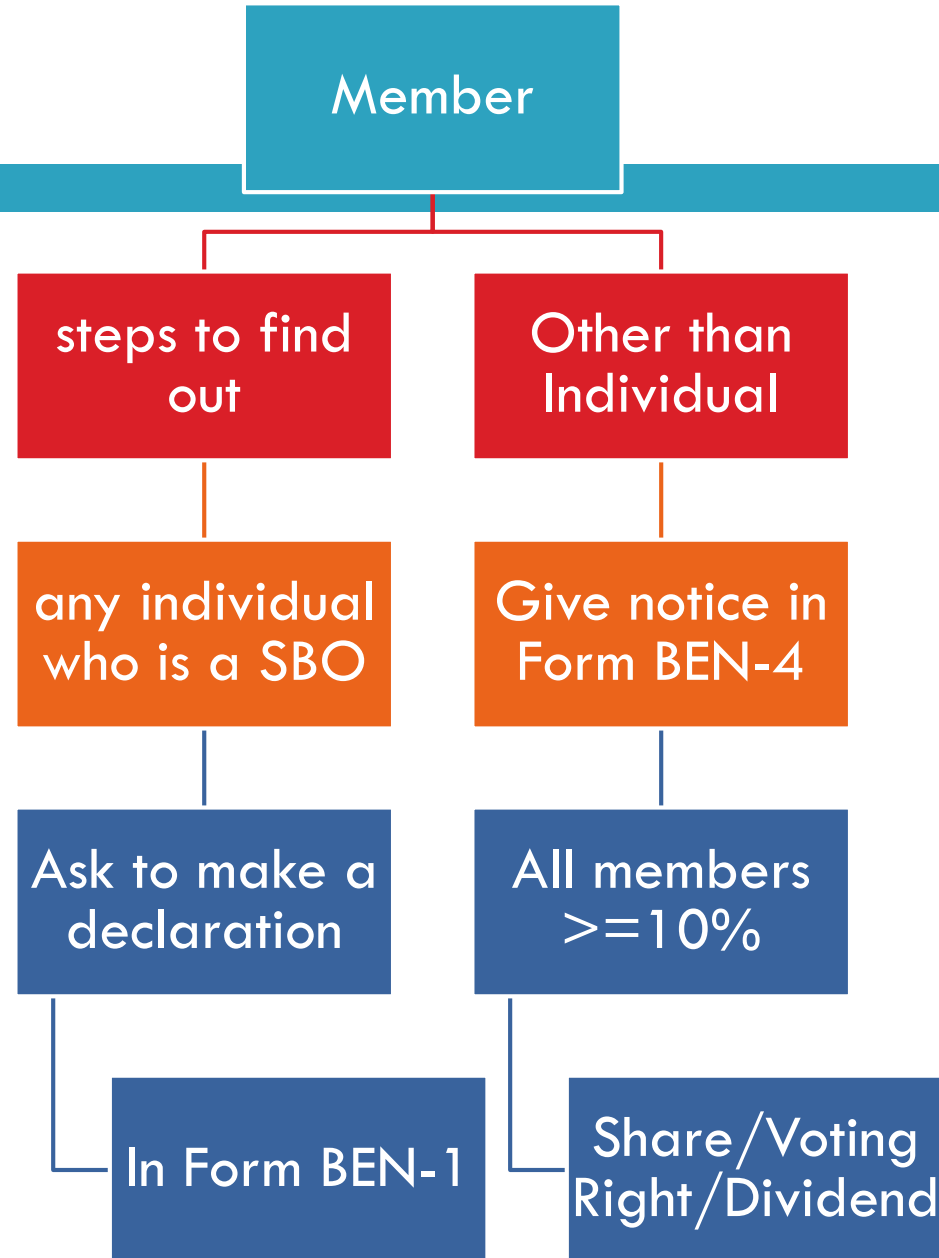 Member
steps to find
out
Other than
Individual
any individual
who is a SBO
Give notice in
Form BEN-4
Ask to make a
declaration
All members
>=10%
In Form BEN-1
Share/Voting
Right/Dividend